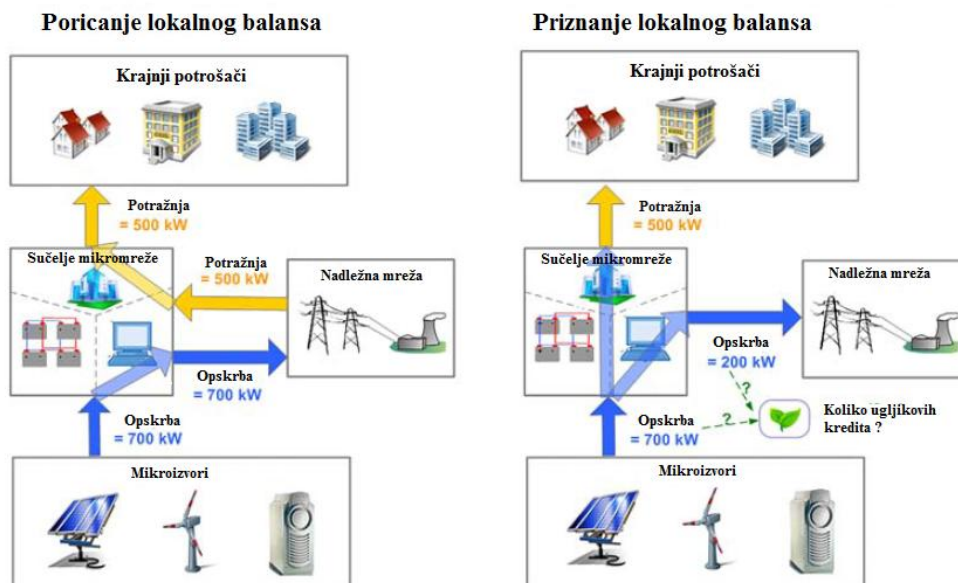 Poricanje lokalnog balansa
Krajnji potrošači
Potražnja
= 500 kW
Sučelje mikromreže
Potražnja
= 500 kW
Nadležna mreža
Opskrba
= 700 kW
Opskrba
= 700 kW
Mikroizvori
Priznanje lokalnog balansa
Krajnji potrošači
Potražnja
= 500 kW
Sučelje mikromreže
Nadležna mreža
Opskrba
= 200 kW
?
Opskrba
= 700 kW
?
Koliko ugljikovih
kredita ?
Mikroizvori